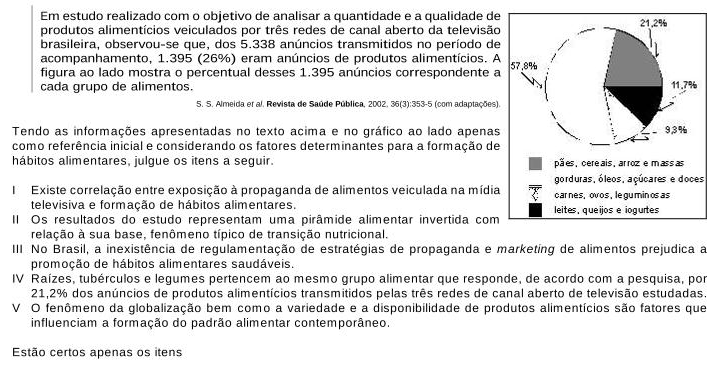 Em estudo realizado com o objetivo de analisar a quantidade e a qualidade de
produtos alimentícios veiculados por três redes de canal aberto da televisão
brasileira, observou-se que, dos 5.338 anúncios transmitidos no período de
acompanhamento, 1.395 (26%) eram anúncios de produtos alimentícios. A
figura ao lado mostra o percentual desses 1.395 anúncios correspondente a
cada grupo de alimentos.
S. S. Almeida et al. Revista de Saúde Pública, 2002, 36(3):353-5 (com adaptações).
21,2%
57,8%
11,7%
9,3%
pães, cereais, arroz e massas
gorduras, óleos, açúcares e doces
carnes, ovos, leguminosas
leites, queijos e iogurtes
Tendo as informações apresentadas no texto acima e no gráfico ao lado apenas
como referência inicial e considerando os fatores determinantes para a formação de
hábitos alimentares, julgue os itens a seguir.
I Existe correlação entre exposição à propaganda de alimentos veiculada na mídia
televisiva e formação de hábitos alimentares.
II Os resultados do estudo representam uma pirâmide alimentar invertida com
relação à sua base, fenômeno típico de transição nutricional.
III No Brasil, a inexistência de regulamentação de estratégias de propaganda e marketing de alimentos prejudica a
promoção de hábitos alimentares saudáveis.
IV Raízes, tubérculos e legumes pertencem ao mesmo grupo alimentar que responde, de acordo com a pesquisa, por
21,2% dos anúncios de produtos alimentícios transmitidos pelas três redes de canal aberto de televisão estudadas.
V O fenômeno da globalização bem como a variedade e a disponibilidade de produtos alimentícios são fatores que
influenciam a formação do padrão alimentar contemporâneo.
Estão certos apenas os itens